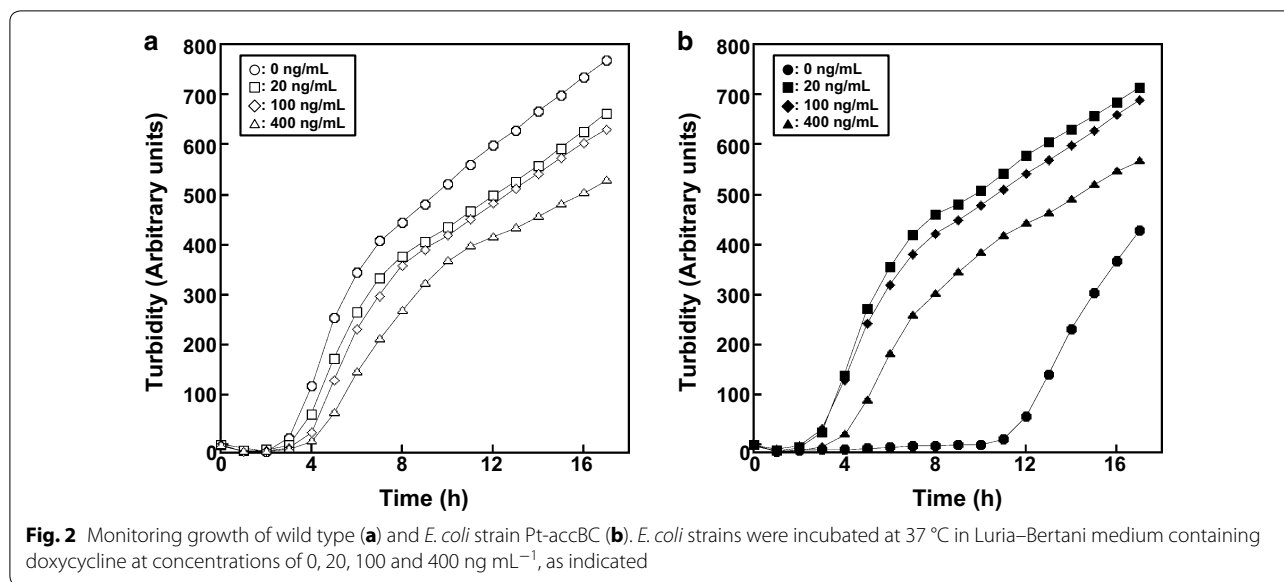 a
800
700
600
500
400
300
200
100
0
Turbidity (Arbitrary units)
○: 0 ng/mL
□: 20 ng/mL
◇: 100 ng/mL
△: 400 ng/mL
0 4 8 12 16
Time (h)
b
800
700
600
500
400
300
200
100
0
Turbidity (Arbitrary units)
●: 0 ng/mL
■: 20 ng/mL
◆: 100 ng/mL
▲: 400 ng/mL
0 4 8 12 16
Time (h)
Fig. 2 Monitoring growth of wild type (a) and E. coli strain Pt-accBC (b). E. coli strains were incubated at 37 °C in Luria–Bertani medium containing
doxycycline at concentrations of 0, 20, 100 and 400 ng mL−1, as indicated